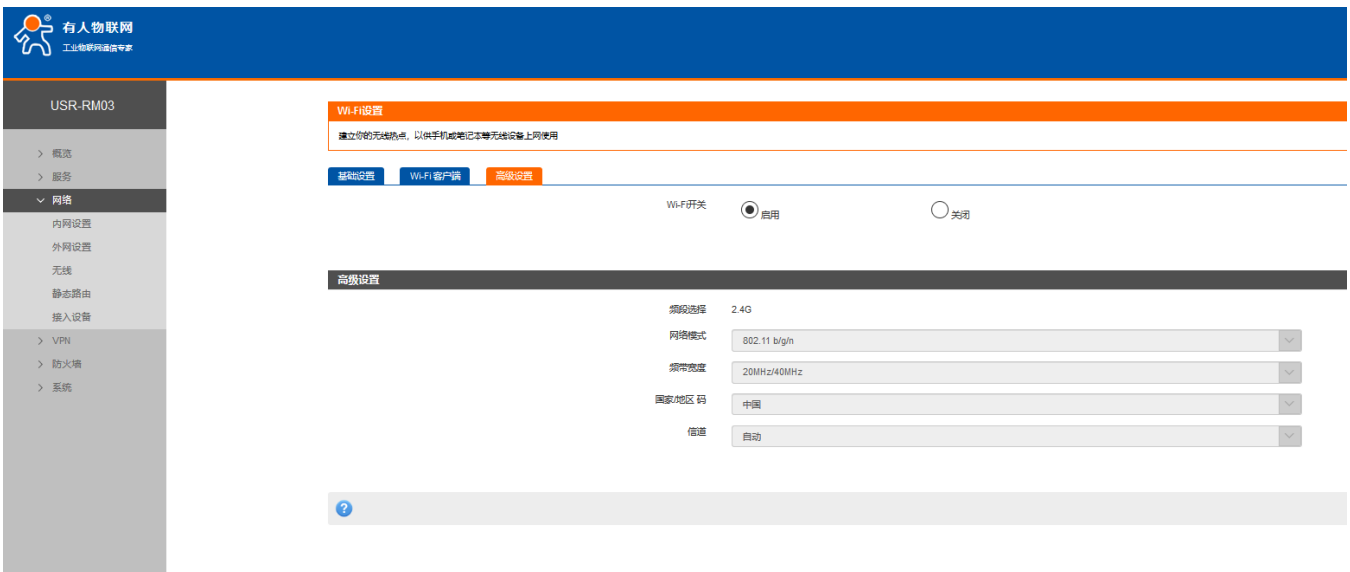 有人物联网
工业物联网通信专家
USR-RM03
概览
服务
网络
内网设置
外网设置
无线
静态路由
接入设备
VPN
防火墙
系统
Wi-Fi设置
建立你的无线热点，以供手机或笔记本等无线设备上网使用
基础设置 Wi-Fi 客户端 高级设置
Wi-Fi开关 启用 关闭
高级设置
频段选择 2.4G
网络模式 802.11 b/g/n
频带宽度 20MHz/40MHz
国家/地区 码 中国
信道 自动